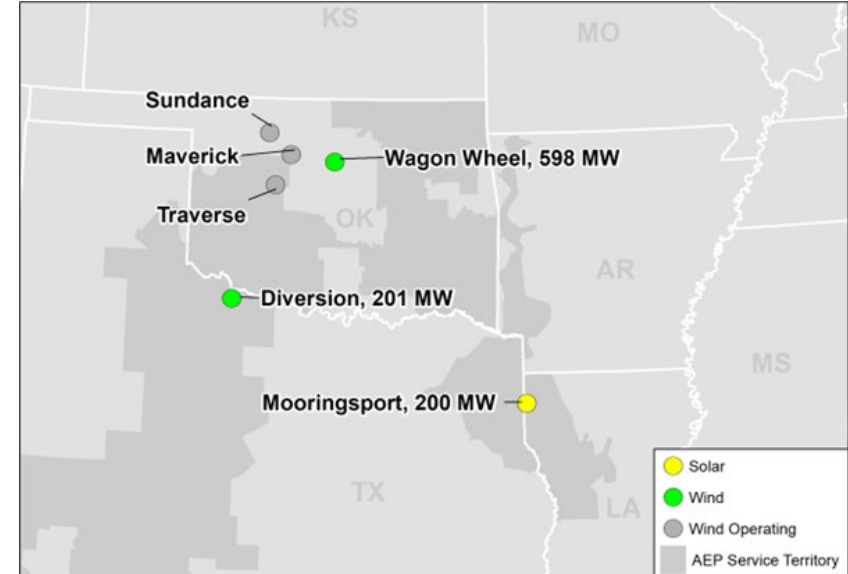 KS
MO
Sundance
Maverick
Wagon Wheel, 598 MW
Traverse
OK
AR
Diversion, 201 MW
MS
Mooringsport, 200 MW
TX
LA
Solar
Wind
Wind Operating
AEP Service Territory